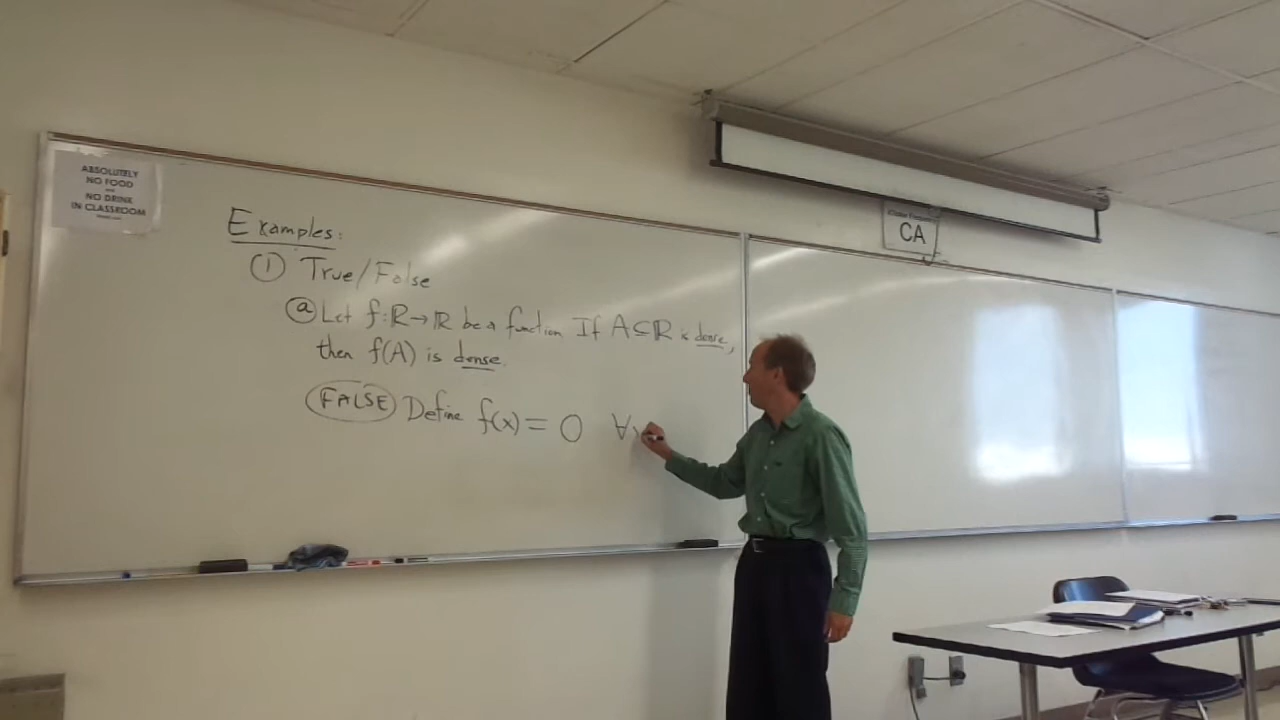 ABSOLUTELY
NO FOOD
NO DRINK
IN CLASSROOM
CA
Examples:
① True/False
ⓐ Let f:ℝ→ℝ be a function If A⊆ℝ is dense,
then f(A) is dense.
FALSE Define f(x) = 0 ∀x